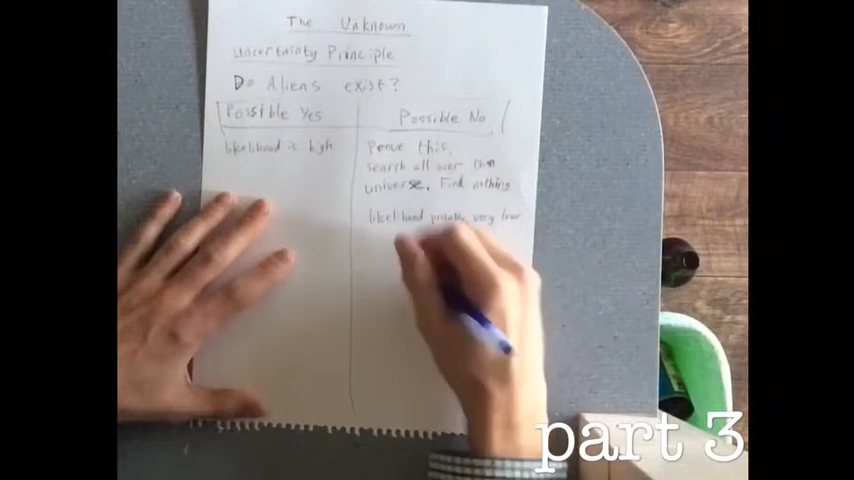 The Unknown
Uncertainty Principle
Do Aliens exist?
Possible Yes
Possible No
likelihood is high
Prove this,
search all over the
universe. Find nothing
likelihood very low
part 3